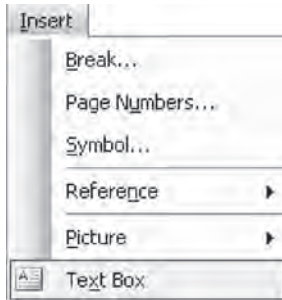 Insert
Break...
Page Numbers...
Symbol...
Reference
Picture
Text Box